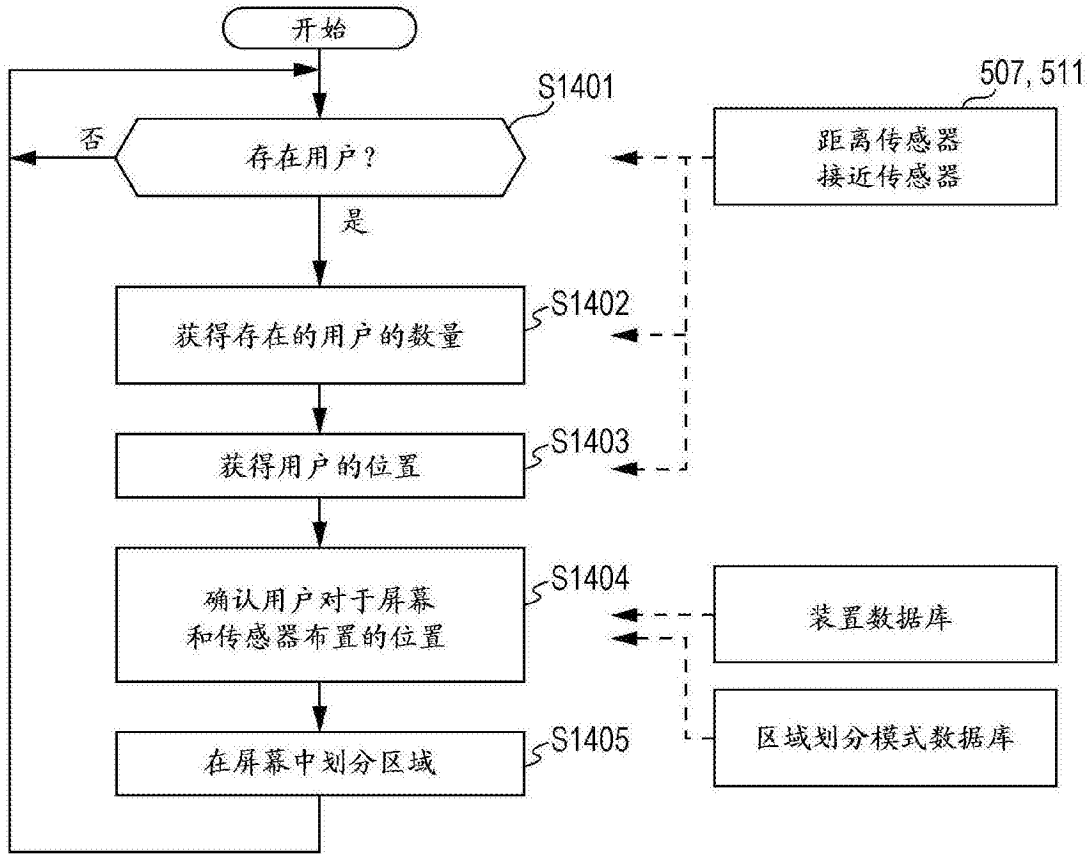 开始
S1401
507, 511
否
存在用户？
距离传感器
接近传感器
是
S1402
获得存在的用户的数量
S1403
获得用户的位置
S1404
确认用户对于屏幕
和传感器布置的位置
装置数据库
S1405
在屏幕中划分区域
区域划分模式数据库